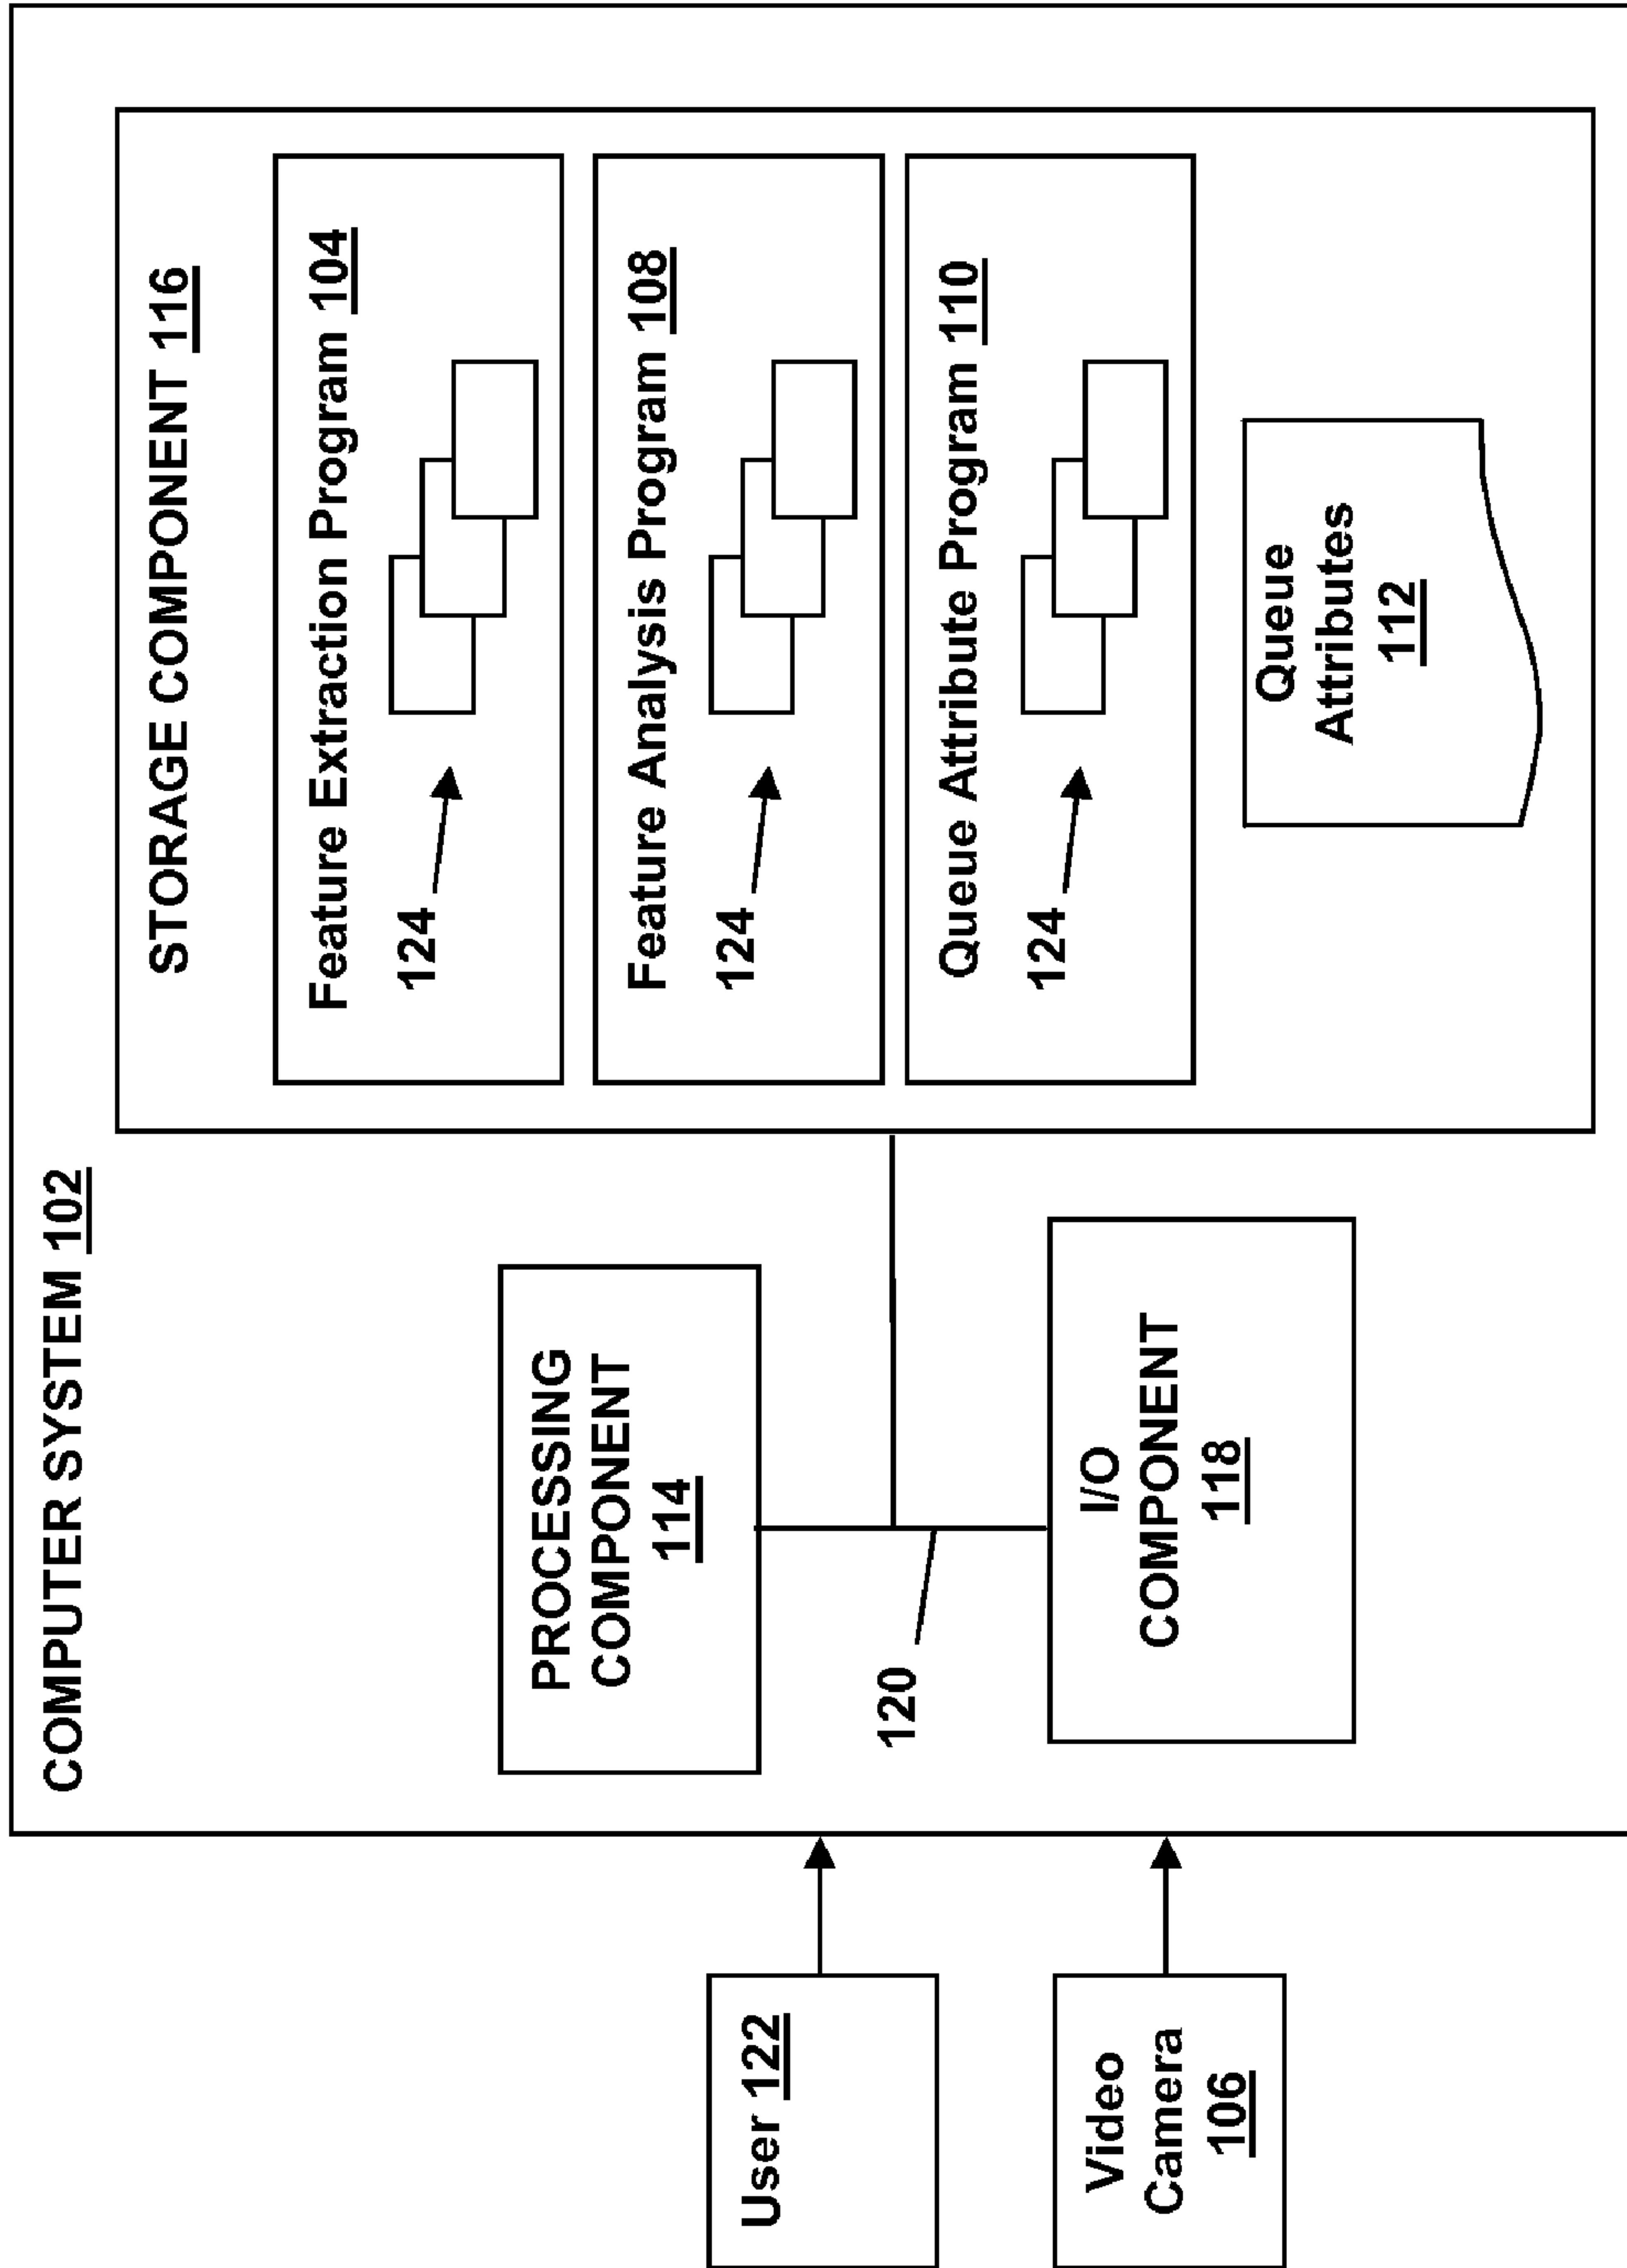 COMPUTER SYSTEM 102
STORAGE COMPONENT 116
Feature Extraction Program 104
124
Feature Analysis Program 108
124
Queue Attribute Program 110
124
Queue
Attributes
112
PROCESSING
COMPONENT
114
120
I/O
COMPONENT
118
User 122
Video
Camera
106